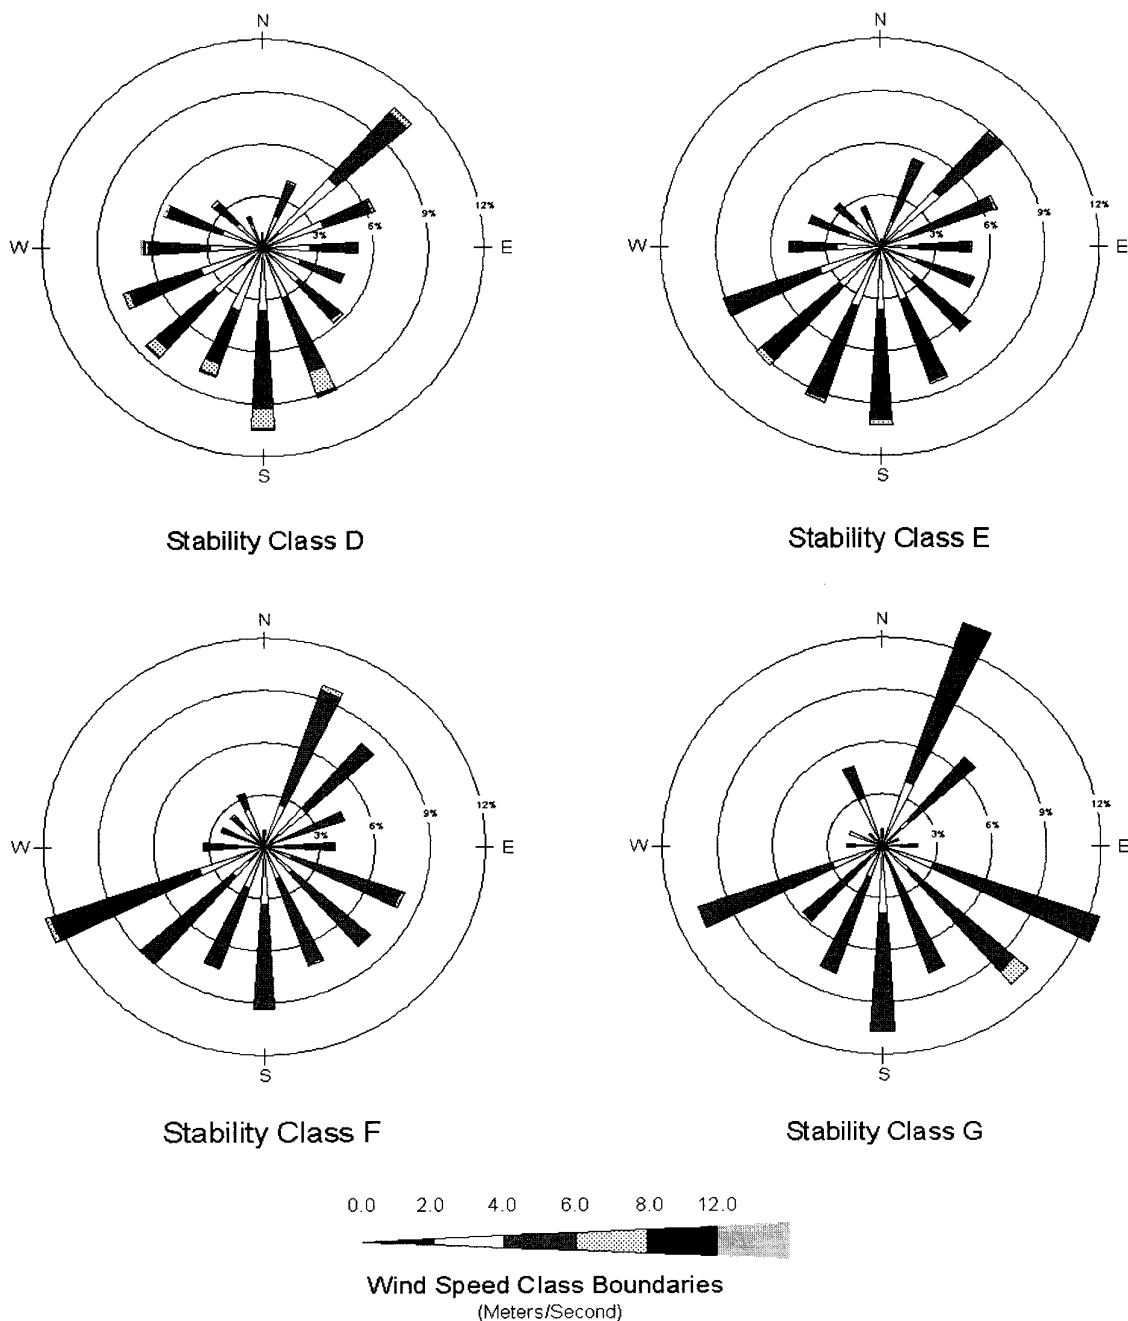 N
N
12%
9%
6%
3%
W
E
S
12%
9%
6%
3%
W
E
S
Stability Class D
Stability Class E
N
N
12%
9%
6%
3%
W
E
S
12%
9%
6%
3%
W
E
S
Stability Class F
Stability Class G
0.0 2.0 4.0 6.0 8.0 12.0
Wind Speed Class Boundaries
(Meters/Second)